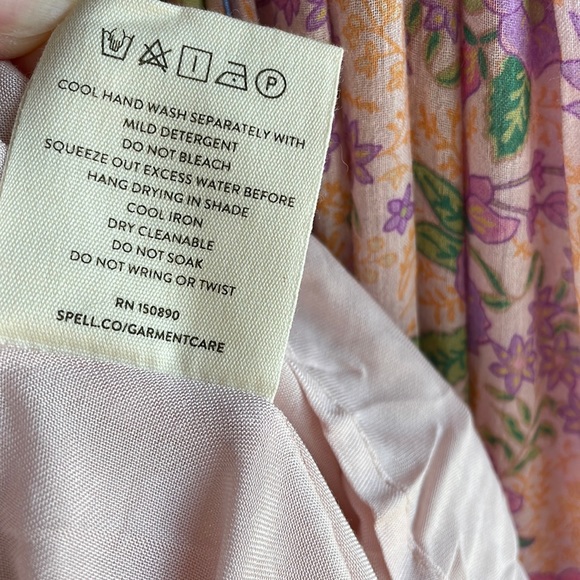 P
COOL HAND WASH SEPARATELY WITH
MILD DETERGENT
DO NOT BLEACH
SQUEEZE OUT EXCESS WATER BEFORE
HANG DRYING IN SHADE
COOL IRON
DRY CLEANABLE
DO NOT SOAK
DO NOT WRING OR TWIST
RN 150890
SPELL.CO/GARMENTCARE